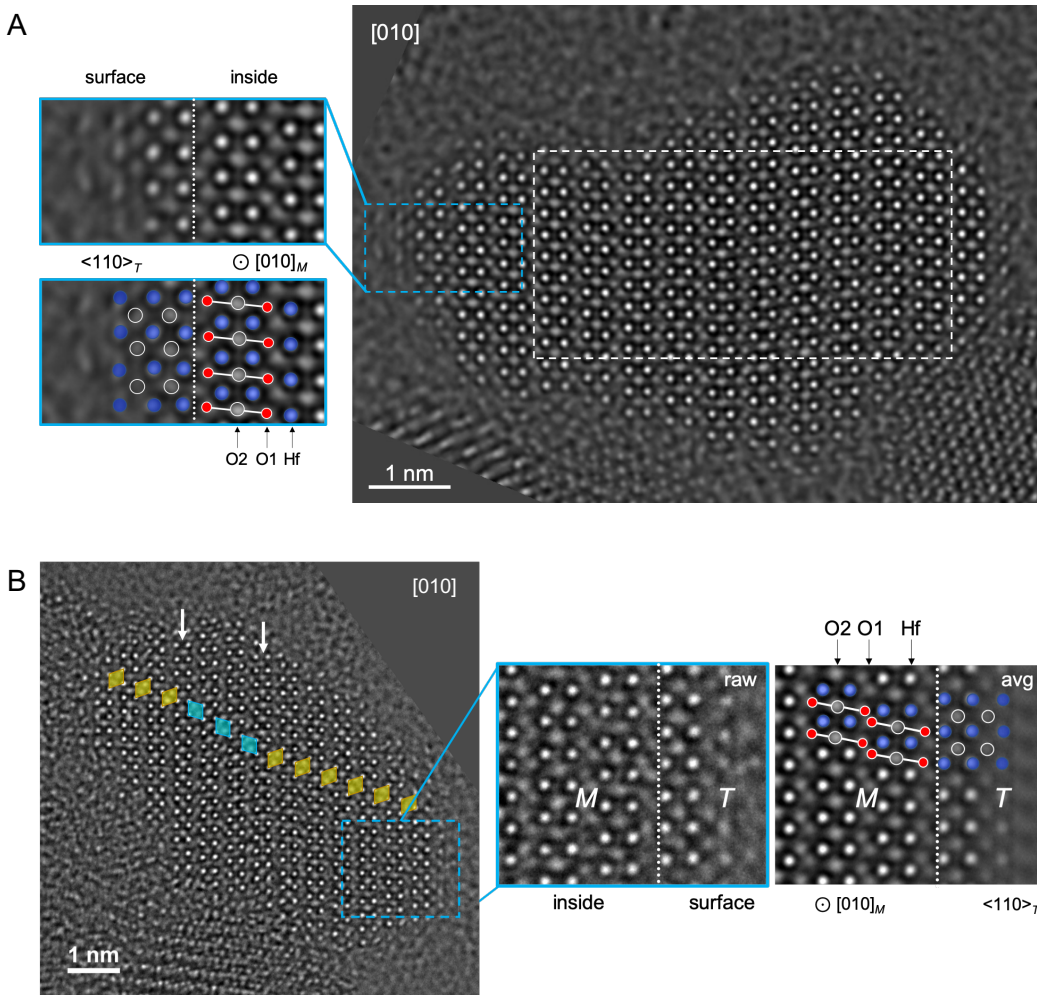 A
[010]
surface inside
<110>T ⊙ [010]M
O2 O1 Hf
1 nm
B
[010]
1 nm
raw
M T
inside surface
O2 O1 Hf
avg
M T
⊙ [010]M <110>T